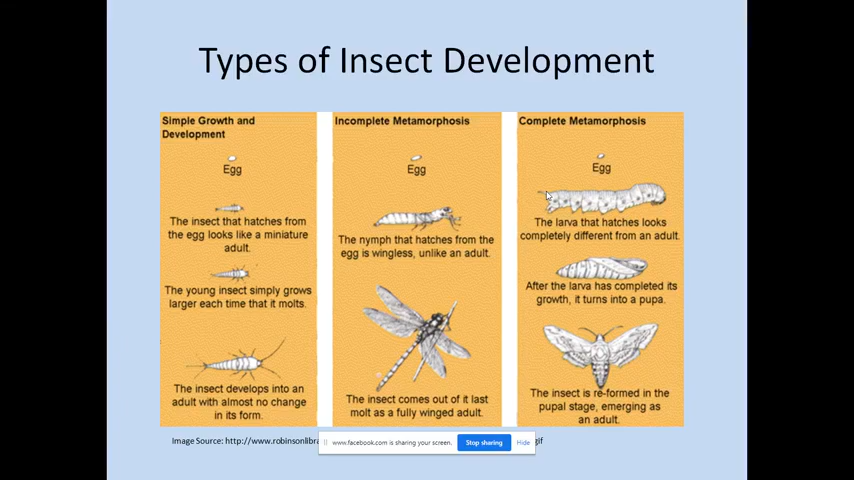 Types of Insect Development
Simple Growth and
Development
Egg
The insect that hatches from
the egg looks like a miniature
adult.
The young insect simply grows
larger each time that it molts.
The insect develops into an
adult with almost no change
in its form.
Incomplete Metamorphosis
Egg
The nymph that hatches from the
egg is wingless, unlike an adult.
The insect comes out of it last
molt as a fully winged adult.
Complete Metamorphosis
Egg
The larva that hatches looks
completely different from an adult.
After the larva has completed its
growth, it turns into a pupa.
The insect is re-formed in the
pupal stage, emerging as
an adult.
Image Source: http://www.robinsonlibra
gif
www.facebook.com is sharing your screen.
Stop sharing
Hide